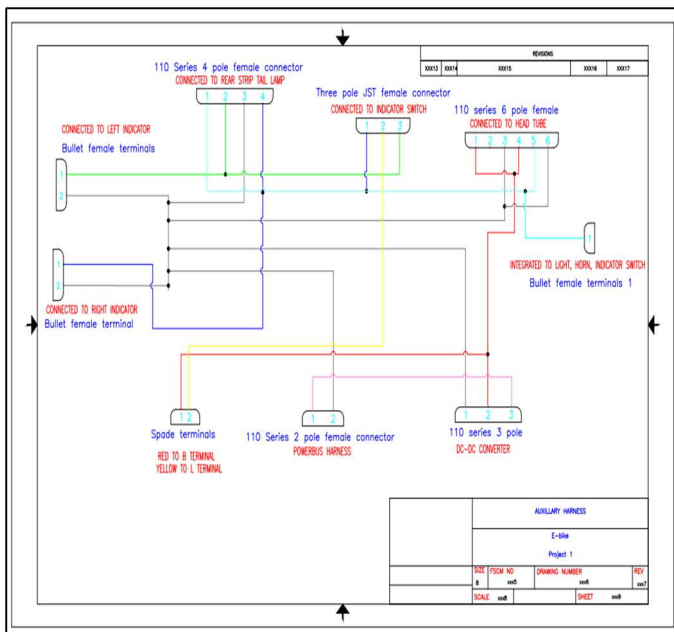 REVISIONS
XXX13 XXX14 XXX15 XXX16 XXX17
110 Series 4 pole female connector
CONNECTED TO REAR STRIP TAIL LAMP
1 2 3 4
Three pole JST female connector
CONNECTED TO INDICATOR SWITCH
1 2 3
110 series 6 pole female
CONNECTED TO HEAD TUBE
1 2 3 4 5 6
CONNECTED TO LEFT INDICATOR
Bullet female terminals
1
2
1
INTEGRATED TO LIGHT, HORN, INDICATOR SWITCH
Bullet female terminals 1
1
2
CONNECTED TO RIGHT INDICATOR
Bullet female terminal
1 2
Spade terminals
RED TO B TERMINAL
YELLOW TO L TERMINAL
1 2
110 Series 2 pole female connector
POWERBUS HARNESS
1 2 3
110 series 3 pole
DC-DC CONVERTER
AUXILLARY HARNESS
E-bike
Project 1
SIZE FSCM NO DRAWING NUMBER REV
B xxx5 xxx6 xxx7
SCALE xxx8 SHEET xxx9